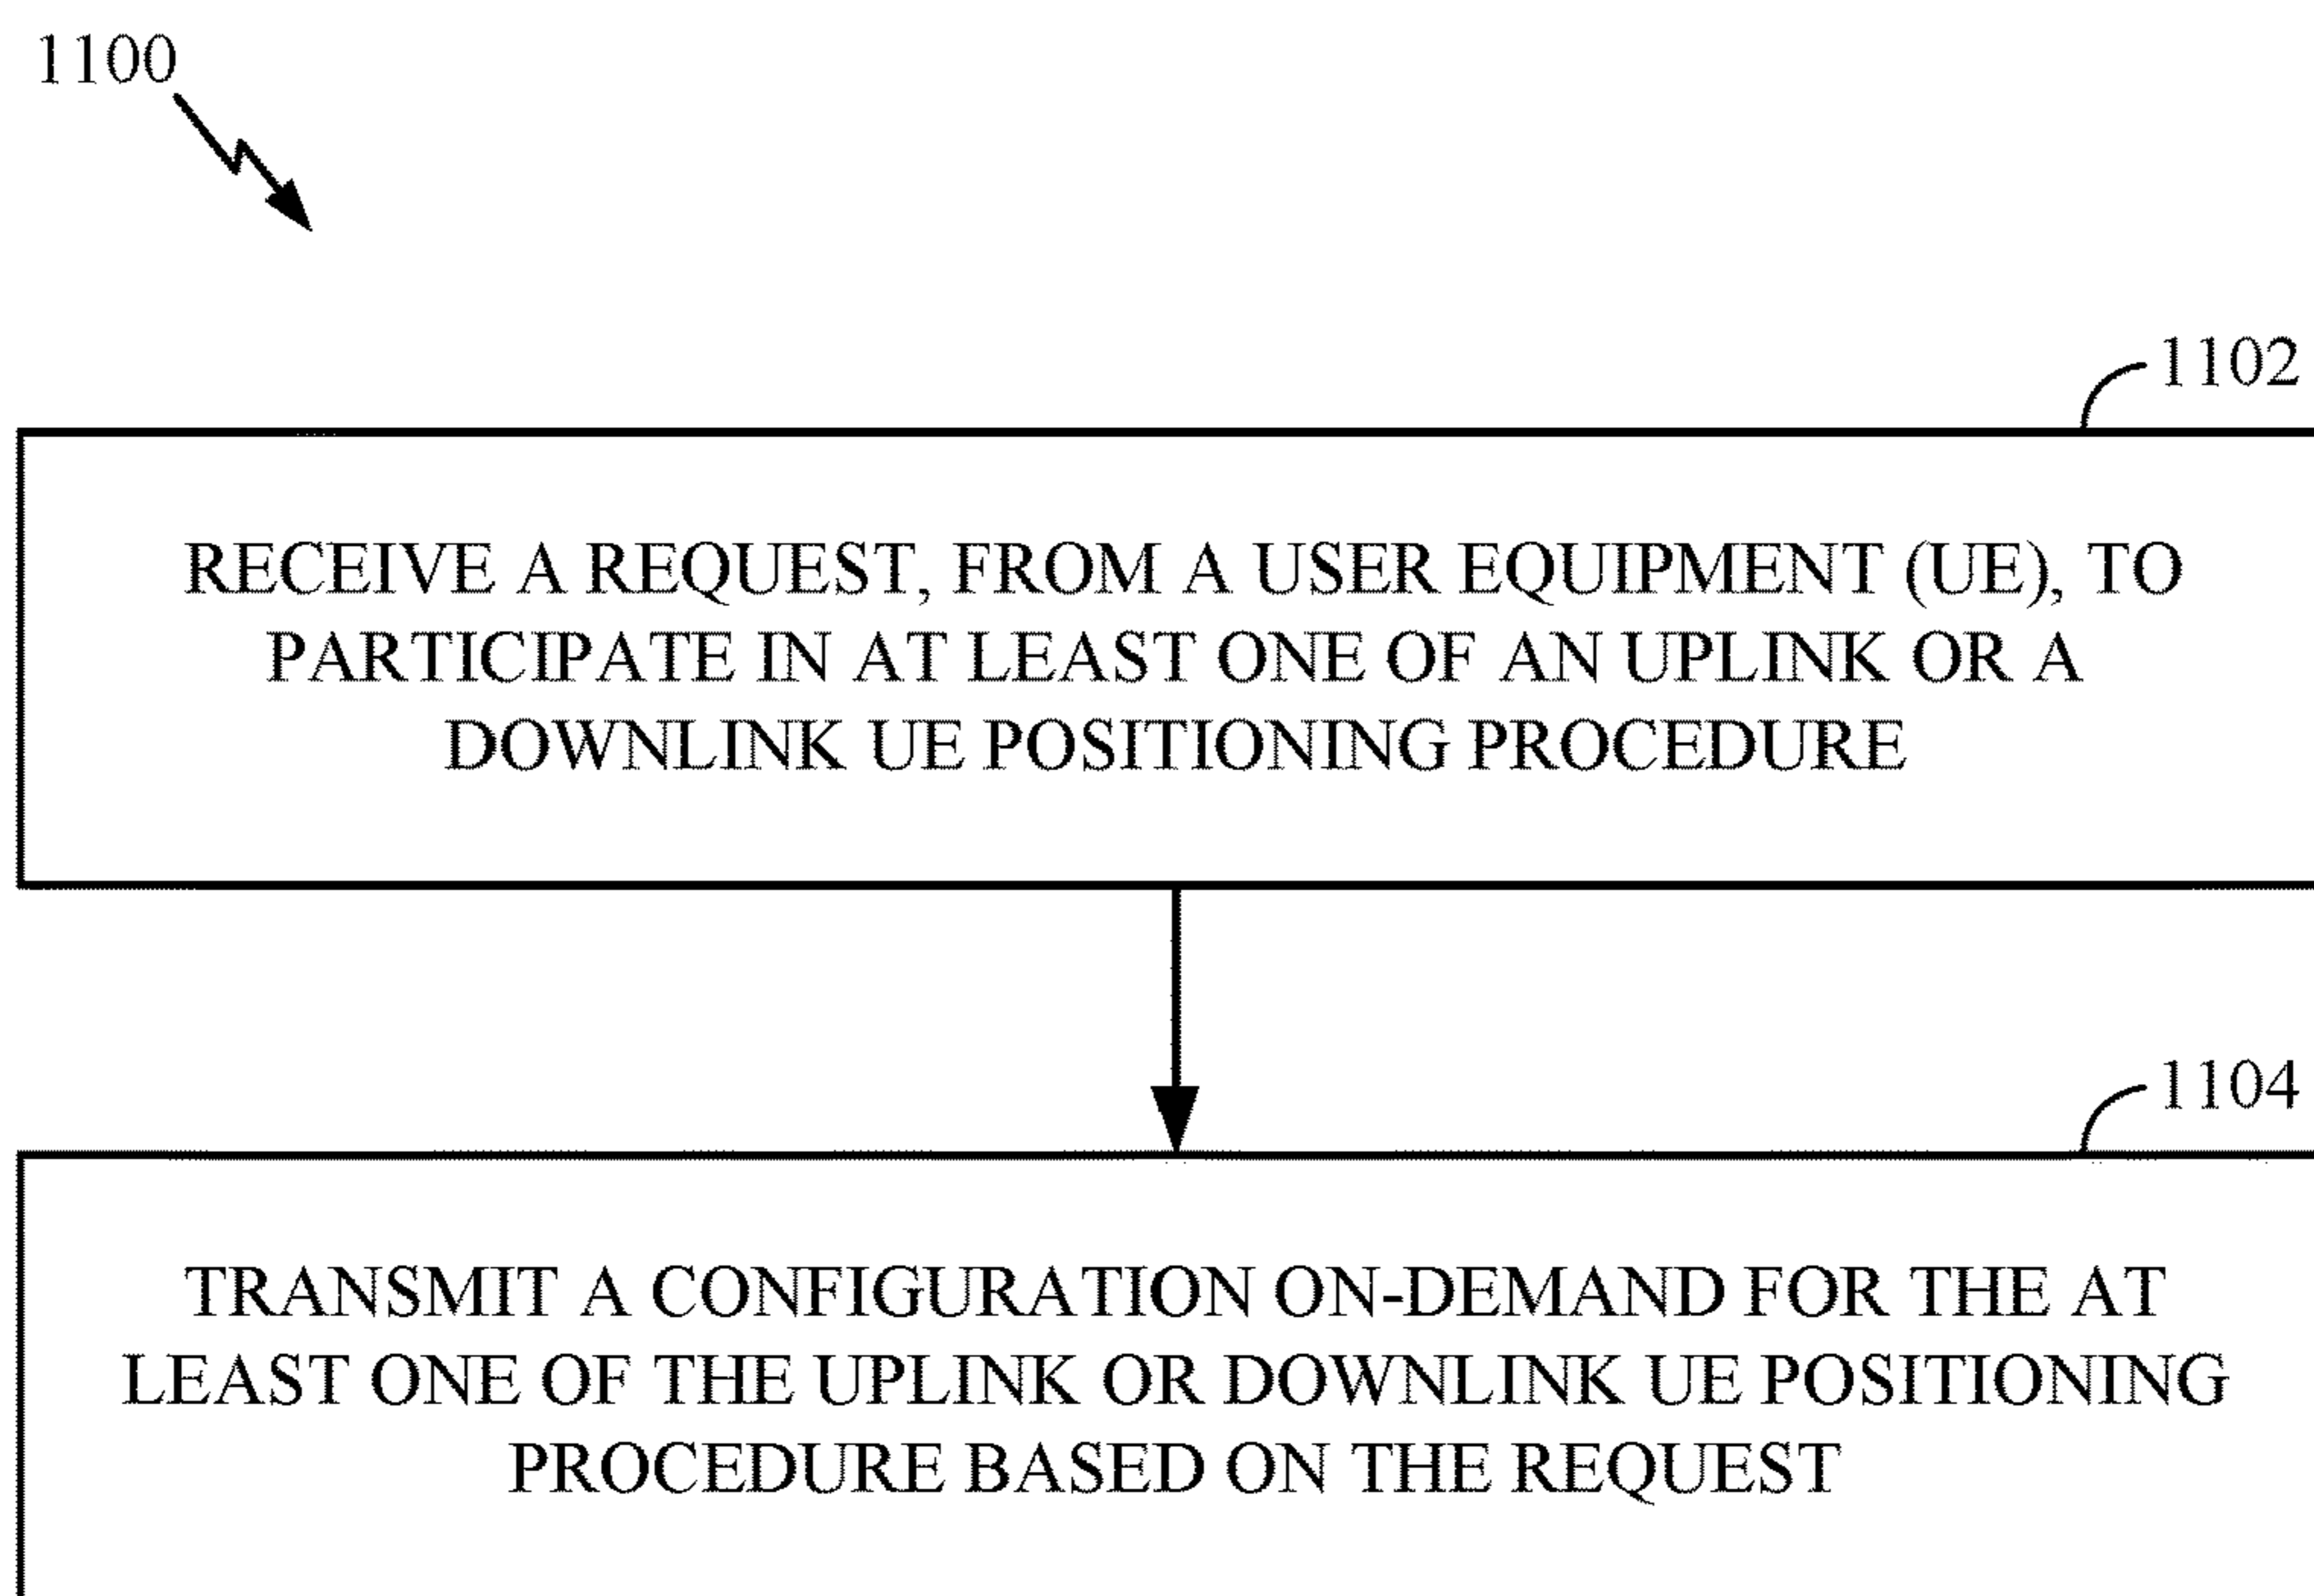 1100
1102
RECEIVE A REQUEST, FROM A USER EQUIPMENT (UE), TO
PARTICIPATE IN AT LEAST ONE OF AN UPLINK OR A
DOWNLINK UE POSITIONING PROCEDURE
1104
TRANSMIT A CONFIGURATION ON-DEMAND FOR THE AT
LEAST ONE OF THE UPLINK OR DOWNLINK UE POSITIONING
PROCEDURE BASED ON THE REQUEST